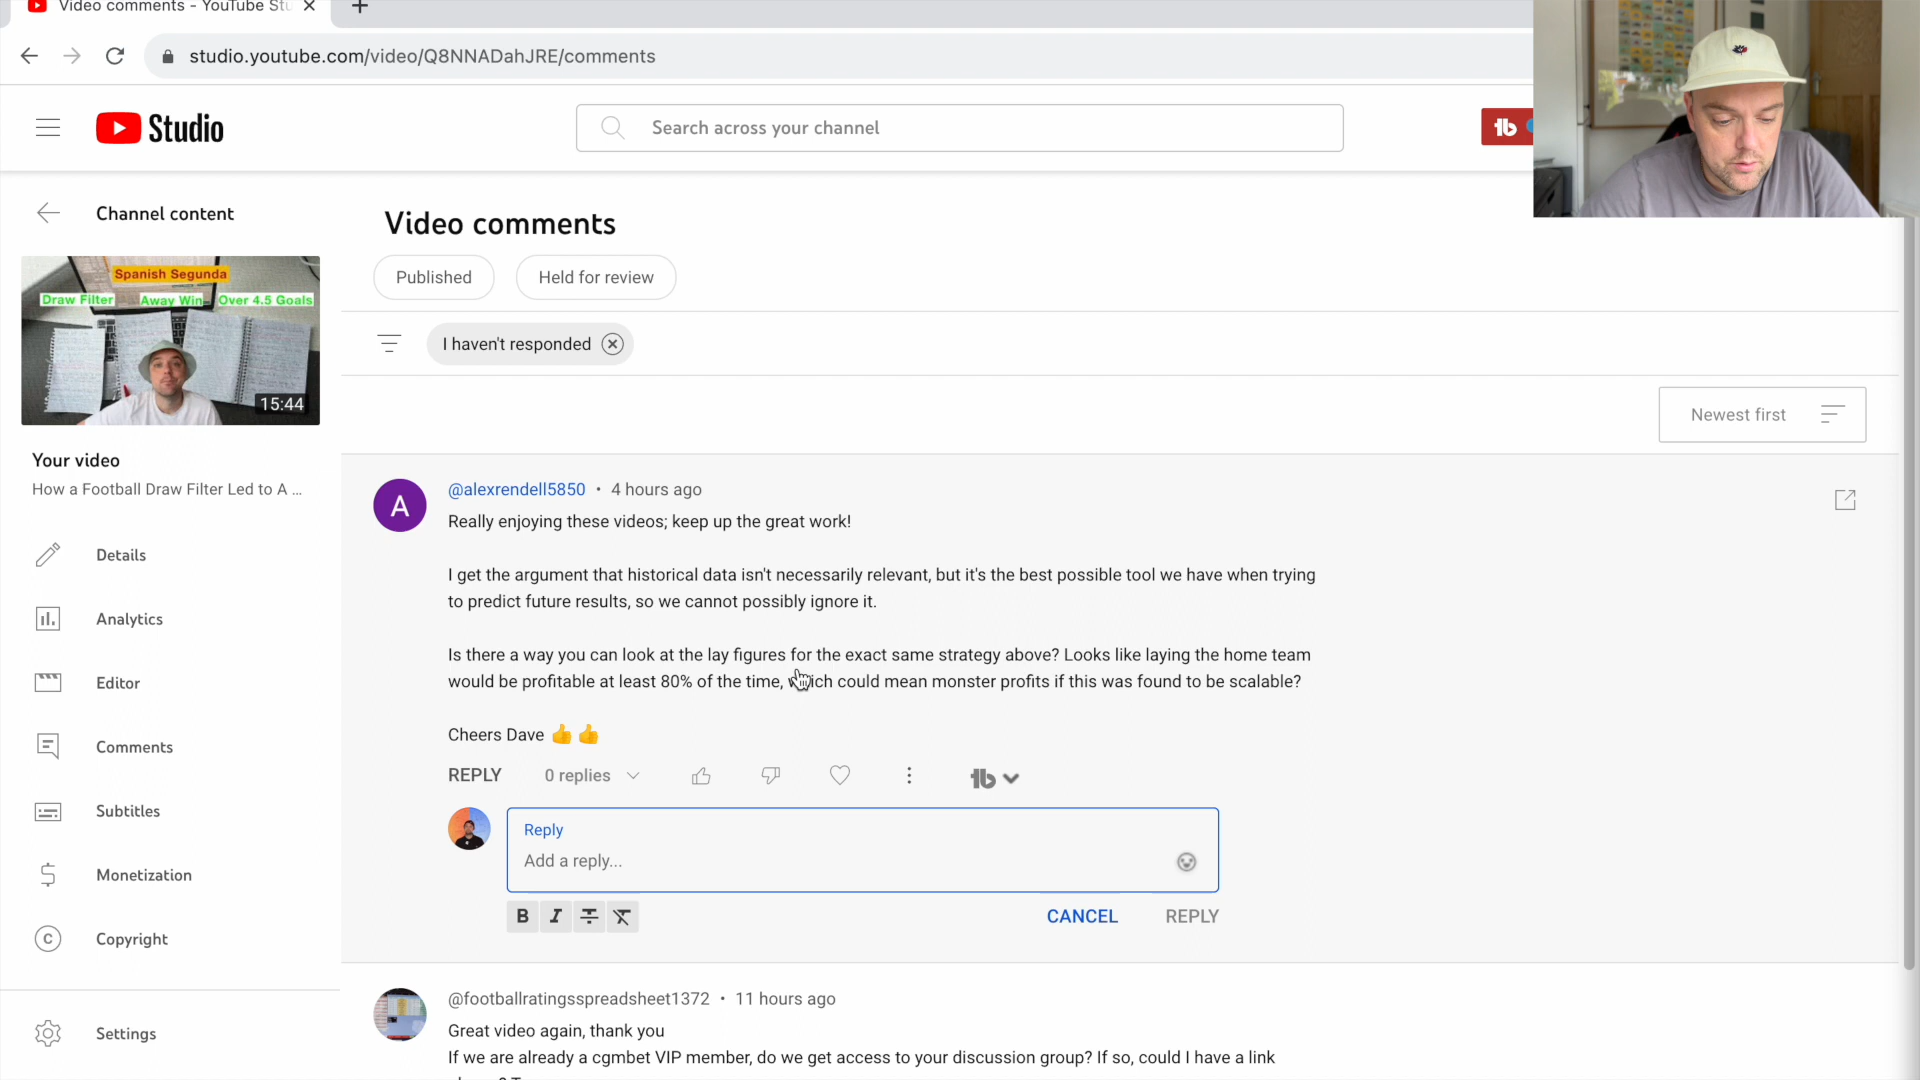 Video comments - YouTube Stu
studio.youtube.com/video/Q8NNADahJRE/comments
Studio
Search across your channel
Channel content
Video comments
Published
Held for review
Spanish Segunda
Draw Filter
Away Win
Over 4.5 Goals
15:44
I haven't responded
Newest first
Your video
How a Football Draw Filter Led to A ...
@alexrendell5850 • 4 hours ago
Really enjoying these videos; keep up the great work!
I get the argument that historical data isn't necessarily relevant, but it's the best possible tool we have when trying
to predict future results, so we cannot possibly ignore it.
Is there a way you can look at the lay figures for the exact same strategy above? Looks like laying the home team
would be profitable at least 80% of the time, which could mean monster profits if this was found to be scalable?
Cheers Dave 👍 👍
REPLY
0 replies
Reply
Add a reply...
B I
CANCEL
REPLY
Details
Analytics
Editor
Comments
Subtitles
Monetization
Copyright
Settings
@footballratingsspreadsheet1372 • 11 hours ago
Great video again, thank you
If we are already a cgmbet VIP member, do we get access to your discussion group? If so, could I have a link